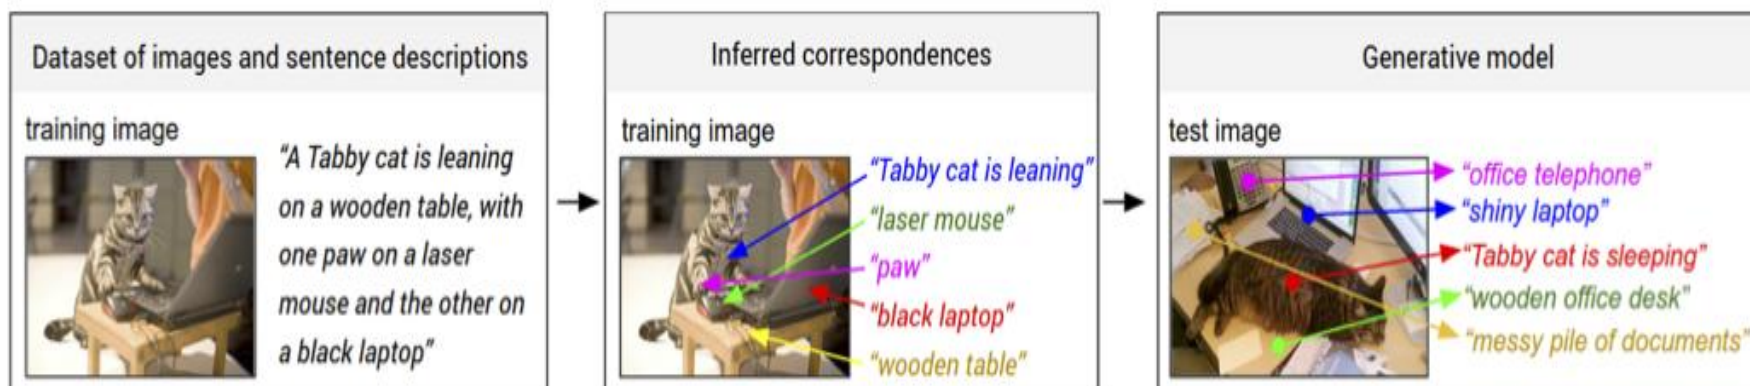 Dataset of images and sentence descriptions
training image
“A Tabby cat is leaning
on a wooden table, with
one paw on a laser
mouse and the other on
a black laptop”
Inferred correspondences
training image
“Tabby cat is leaning”
“laser mouse”
“paw”
“black laptop”
“wooden table”
Generative model
test image
“office telephone”
“shiny laptop”
“Tabby cat is sleeping”
“wooden office desk”
“messy pile of documents”